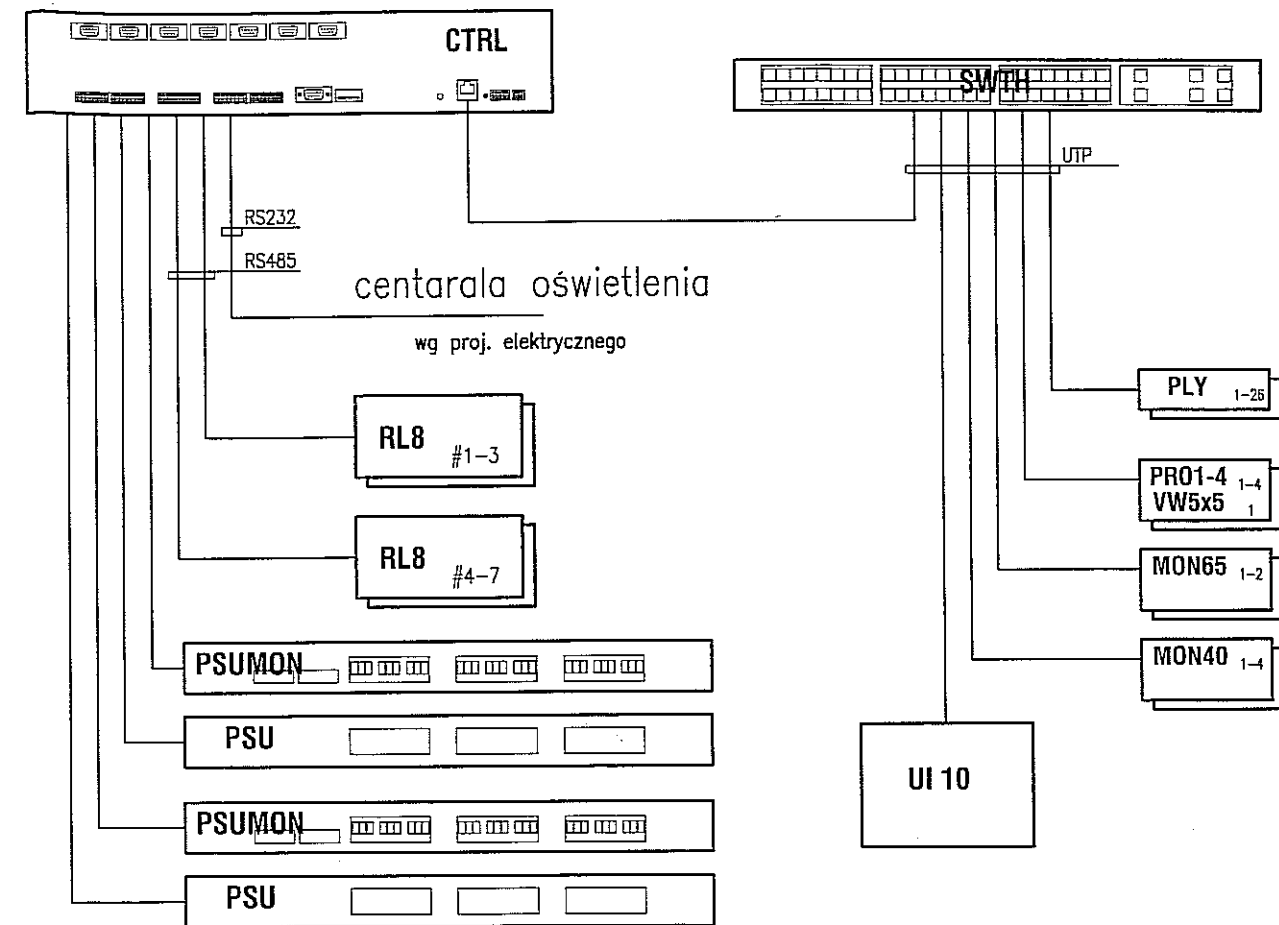 CTRL
SWTH
UTP
RS232
RS485
centarala oświetlenia
wg proj. elektrycznego
PLY 1-26
RL8 #1-3
PRO1-4 1-4
VW5x5 1
RL8 #4-7
MON65 1-2
PSUMON
MON40 1-4
PSU
UI 10
PSUMON
PSU